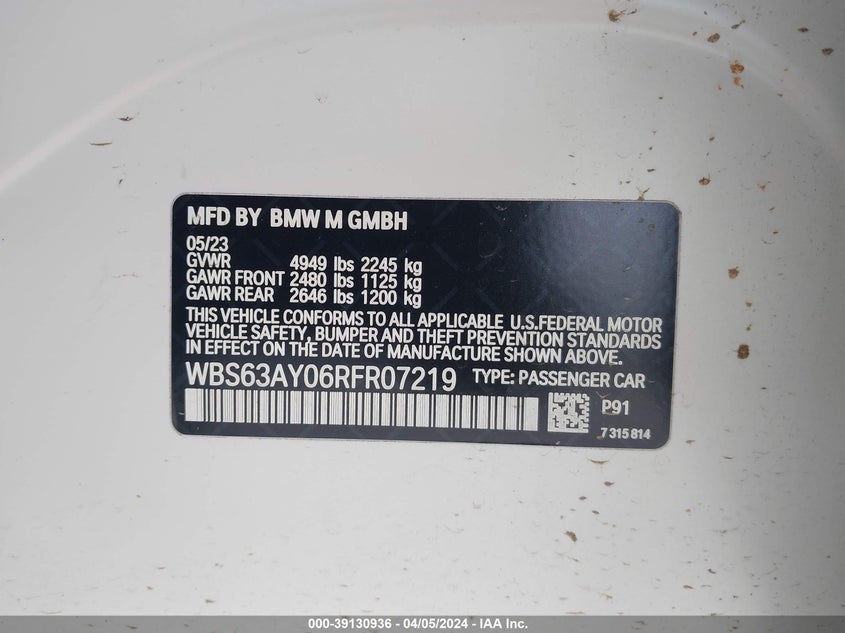 MFD BY BMW M GMBH
05/23
GVWR 4949 lbs 2245 kg
GAWR FRONT 2480 lbs 1125 kg
GAWR REAR 2646 lbs 1200 kg
THIS VEHICLE CONFORMS TO ALL APPLICABLE U.S.FEDERAL MOTOR
VEHICLE SAFETY, BUMPER AND THEFT PREVENTION STANDARDS
IN EFFECT ON THE DATE OF MANUFACTURE SHOWN ABOVE.
WBS63AY06RFR07219 TYPE: PASSENGER CAR
P91
7 315 814
000-39130936 - 04/05/2024 - IAA Inc.